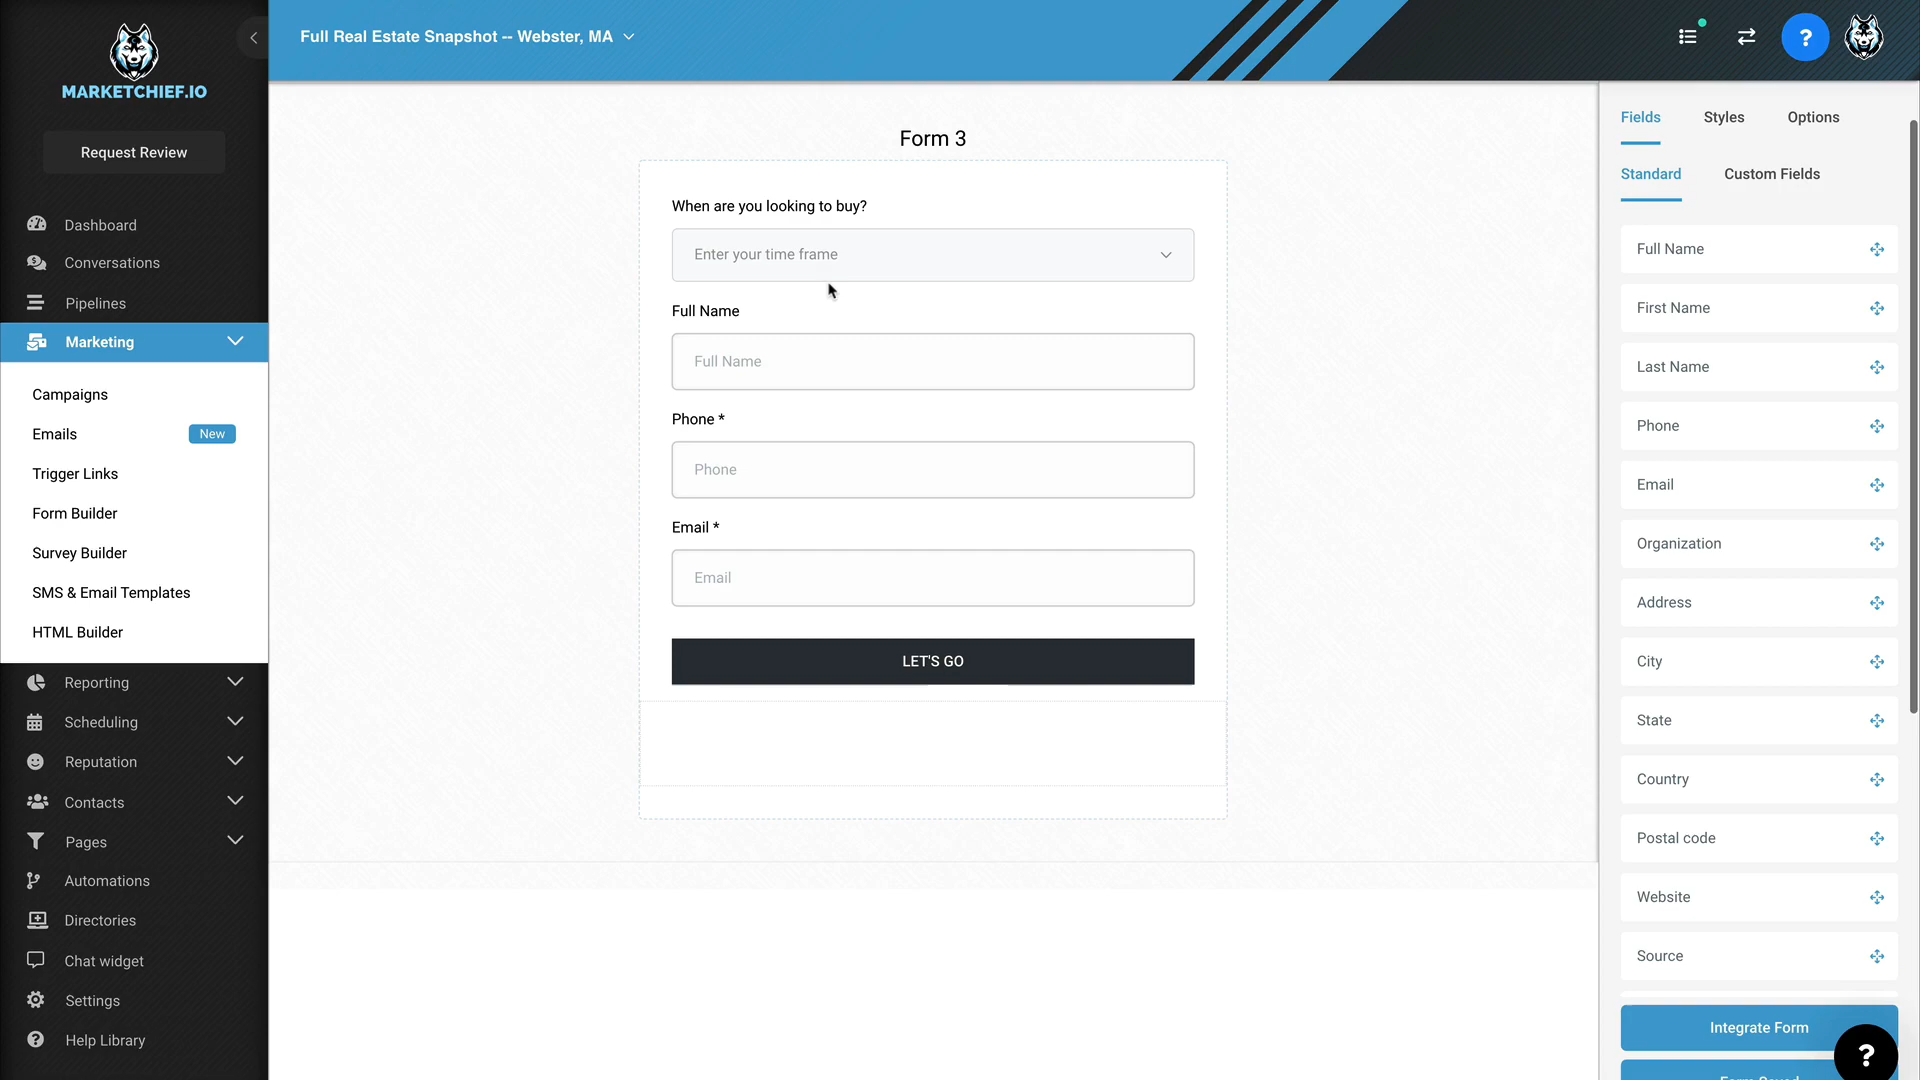 MARKETCHIEF.IO
Full Real Estate Snapshot -- Webster, MA
?
Request Review
Dashboard
Conversations
Pipelines
Marketing
Campaigns
Emails New
Trigger Links
Form Builder
Survey Builder
SMS & Email Templates
HTML Builder
Reporting
Scheduling
Reputation
Contacts
Pages
Automations
Directories
Chat widget
Settings
Help Library
Form 3
When are you looking to buy?
Enter your time frame
Full Name
Full Name
Phone *
Phone
Email *
Email
LET'S GO
Fields Styles Options
Standard Custom Fields
Full Name
First Name
Last Name
Phone
Email
Organization
Address
City
State
Country
Postal code
Website
Source
Integrate Form
?